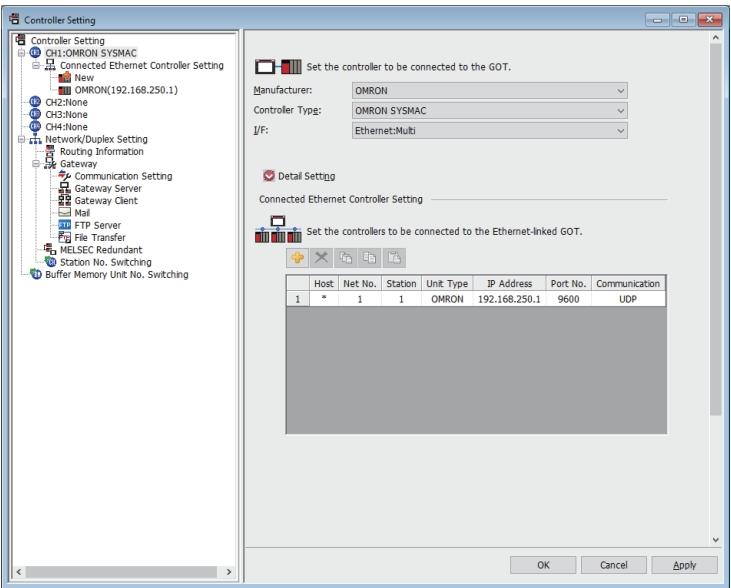 Controller Setting
Controller Setting
CH1:OMRON SYSMAC
Connected Ethernet Controller Setting
New
OMRON(192.168.250.1)
CH2:None
CH3:None
CH4:None
Network/Duplex Setting
Routing Information
Gateway
Communication Setting
Gateway Server
Gateway Client
Mail
FTP Server
File Transfer
MELSEC Redundant
Station No. Switching
Buffer Memory Unit No. Switching
Set the controller to be connected to the GOT.
Manufacturer: OMRON
Controller Type: OMRON SYSMAC
I/F: Ethernet:Multi
Detail Setting
Connected Ethernet Controller Setting
Set the controllers to be connected to the Ethernet-linked GOT.
Host Net No. Station Unit Type IP Address Port No. Communication
1 * 1 1 OMRON 192.168.250.1 9600 UDP
OK Cancel Apply